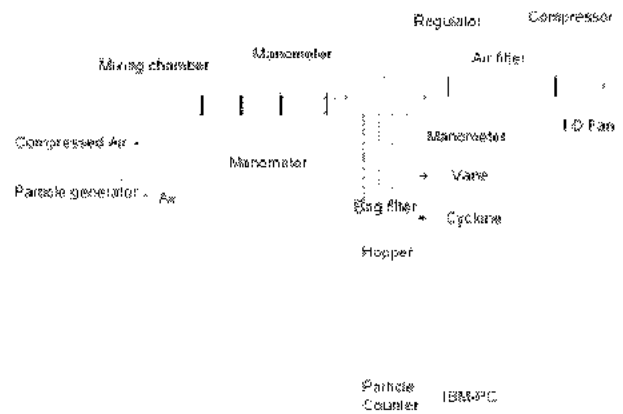 Regulator
Compressor
Manometer
Air filter
Mixing chamber
I.D Fan
Compressed Air
Manometer
Manometer
Vane
Particle generator
Air
Bag filter
Cyclone
Hopper
Particle
Counter
IBM-PC